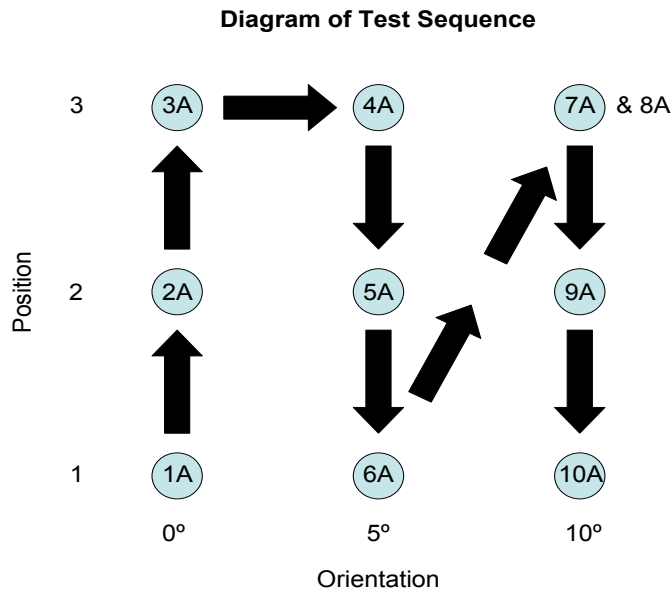 Diagram of Test Sequence
3 3A 4A 7A & 8A
Position
2 2A 5A 9A
1 1A 6A 10A
0º 5º 10º
Orientation